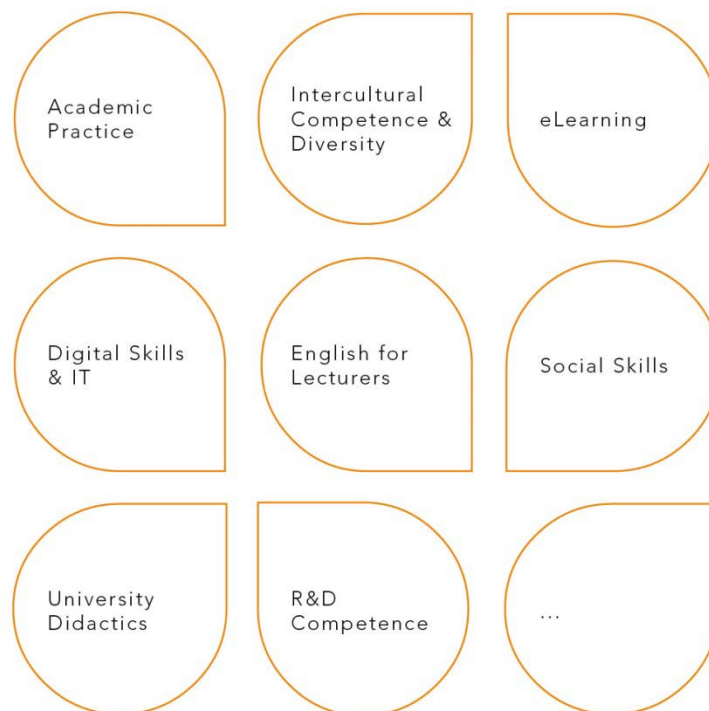 Academic
Practice
Intercultural
Competence &
Diversity
eLearning
Digital Skills
& IT
English for
Lecturers
Social Skills
University
Didactics
R&D
Competence
...